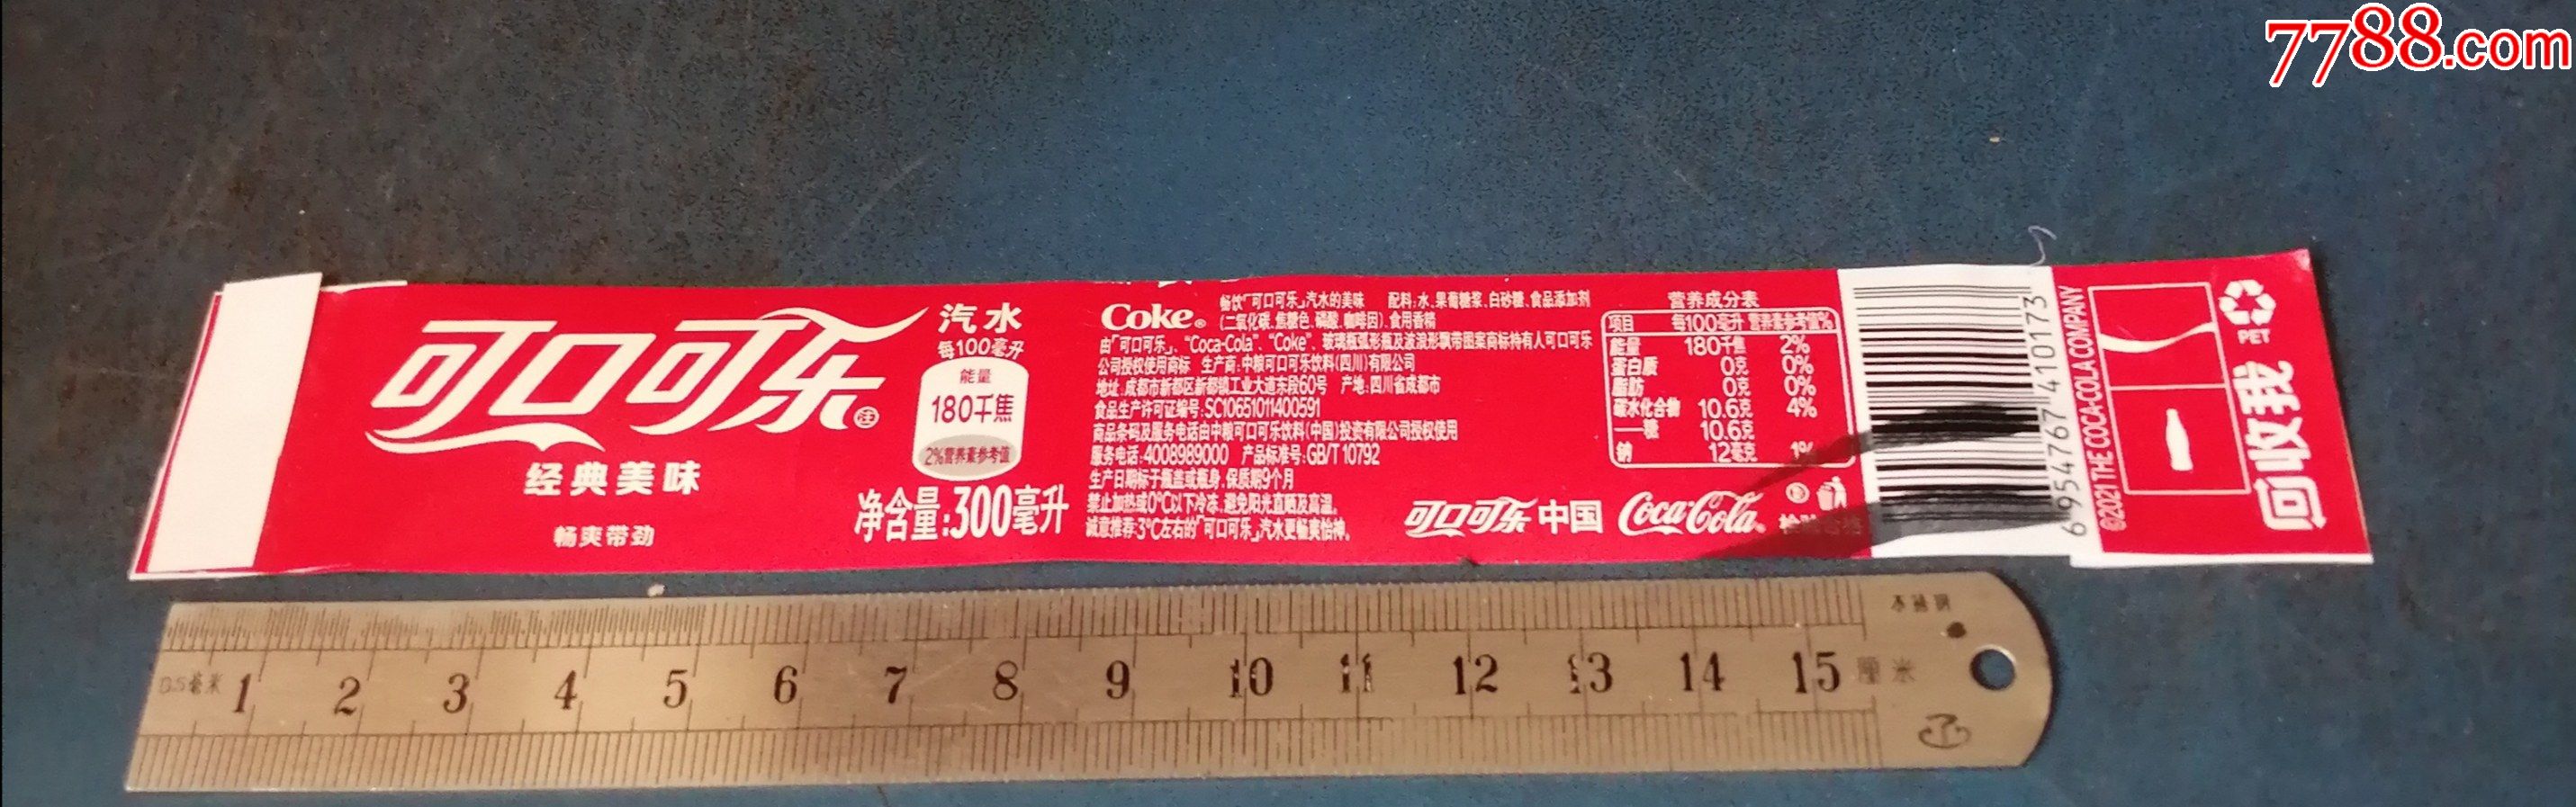 7788.com
可口可乐
注
经典美味
畅爽带劲
汽水
每100毫升
能量
180千焦
2%营养素参考值
净含量:300毫升
Coke®
畅饮「可口可乐」汽水的美味 配料:水、果葡糖浆、白砂糖、食品添加剂
(二氧化碳、焦糖色、磷酸、咖啡因)、食用香精
由「可口可乐」、"Coca-Cola"、"Coke"、玻璃瓶弧形瓶及波浪形飘带图案商标持有人可口可乐
公司授权使用商标 生产商:中粮可口可乐饮料(四川)有限公司
地址:成都市新都区新都镇工业大道东段60号 产地:四川省成都市
食品生产许可证编号:SC10651011400591
商品条码及服务电话由中粮可口可乐饮料(中国)投资有限公司授权使用
服务电话:4008989000 产品标准号:GB/T 10792
生产日期标于瓶盖或瓶身,保质期9个月
禁止加热或0°C以下冷冻,避免阳光直晒及高温。
诚意推荐:3°C左右的「可口可乐」汽水更畅爽怡神。
营养成分表
项目 每100毫升 营养素参考值%
能量 180千焦 2%
蛋白质 0克 0%
脂肪 0克 0%
碳水化合物 10.6克 4%
——糖 10.6克
钠 12毫克 1%
可口可乐 中国 Coca-Cola®
6 954767 410173
©2021 THE COCA-COLA COMPANY
PET
回收我
0.5毫米 1 2 3 4 5 6 7 8 9 10 11 12 13 14 15 厘米
不锈钢